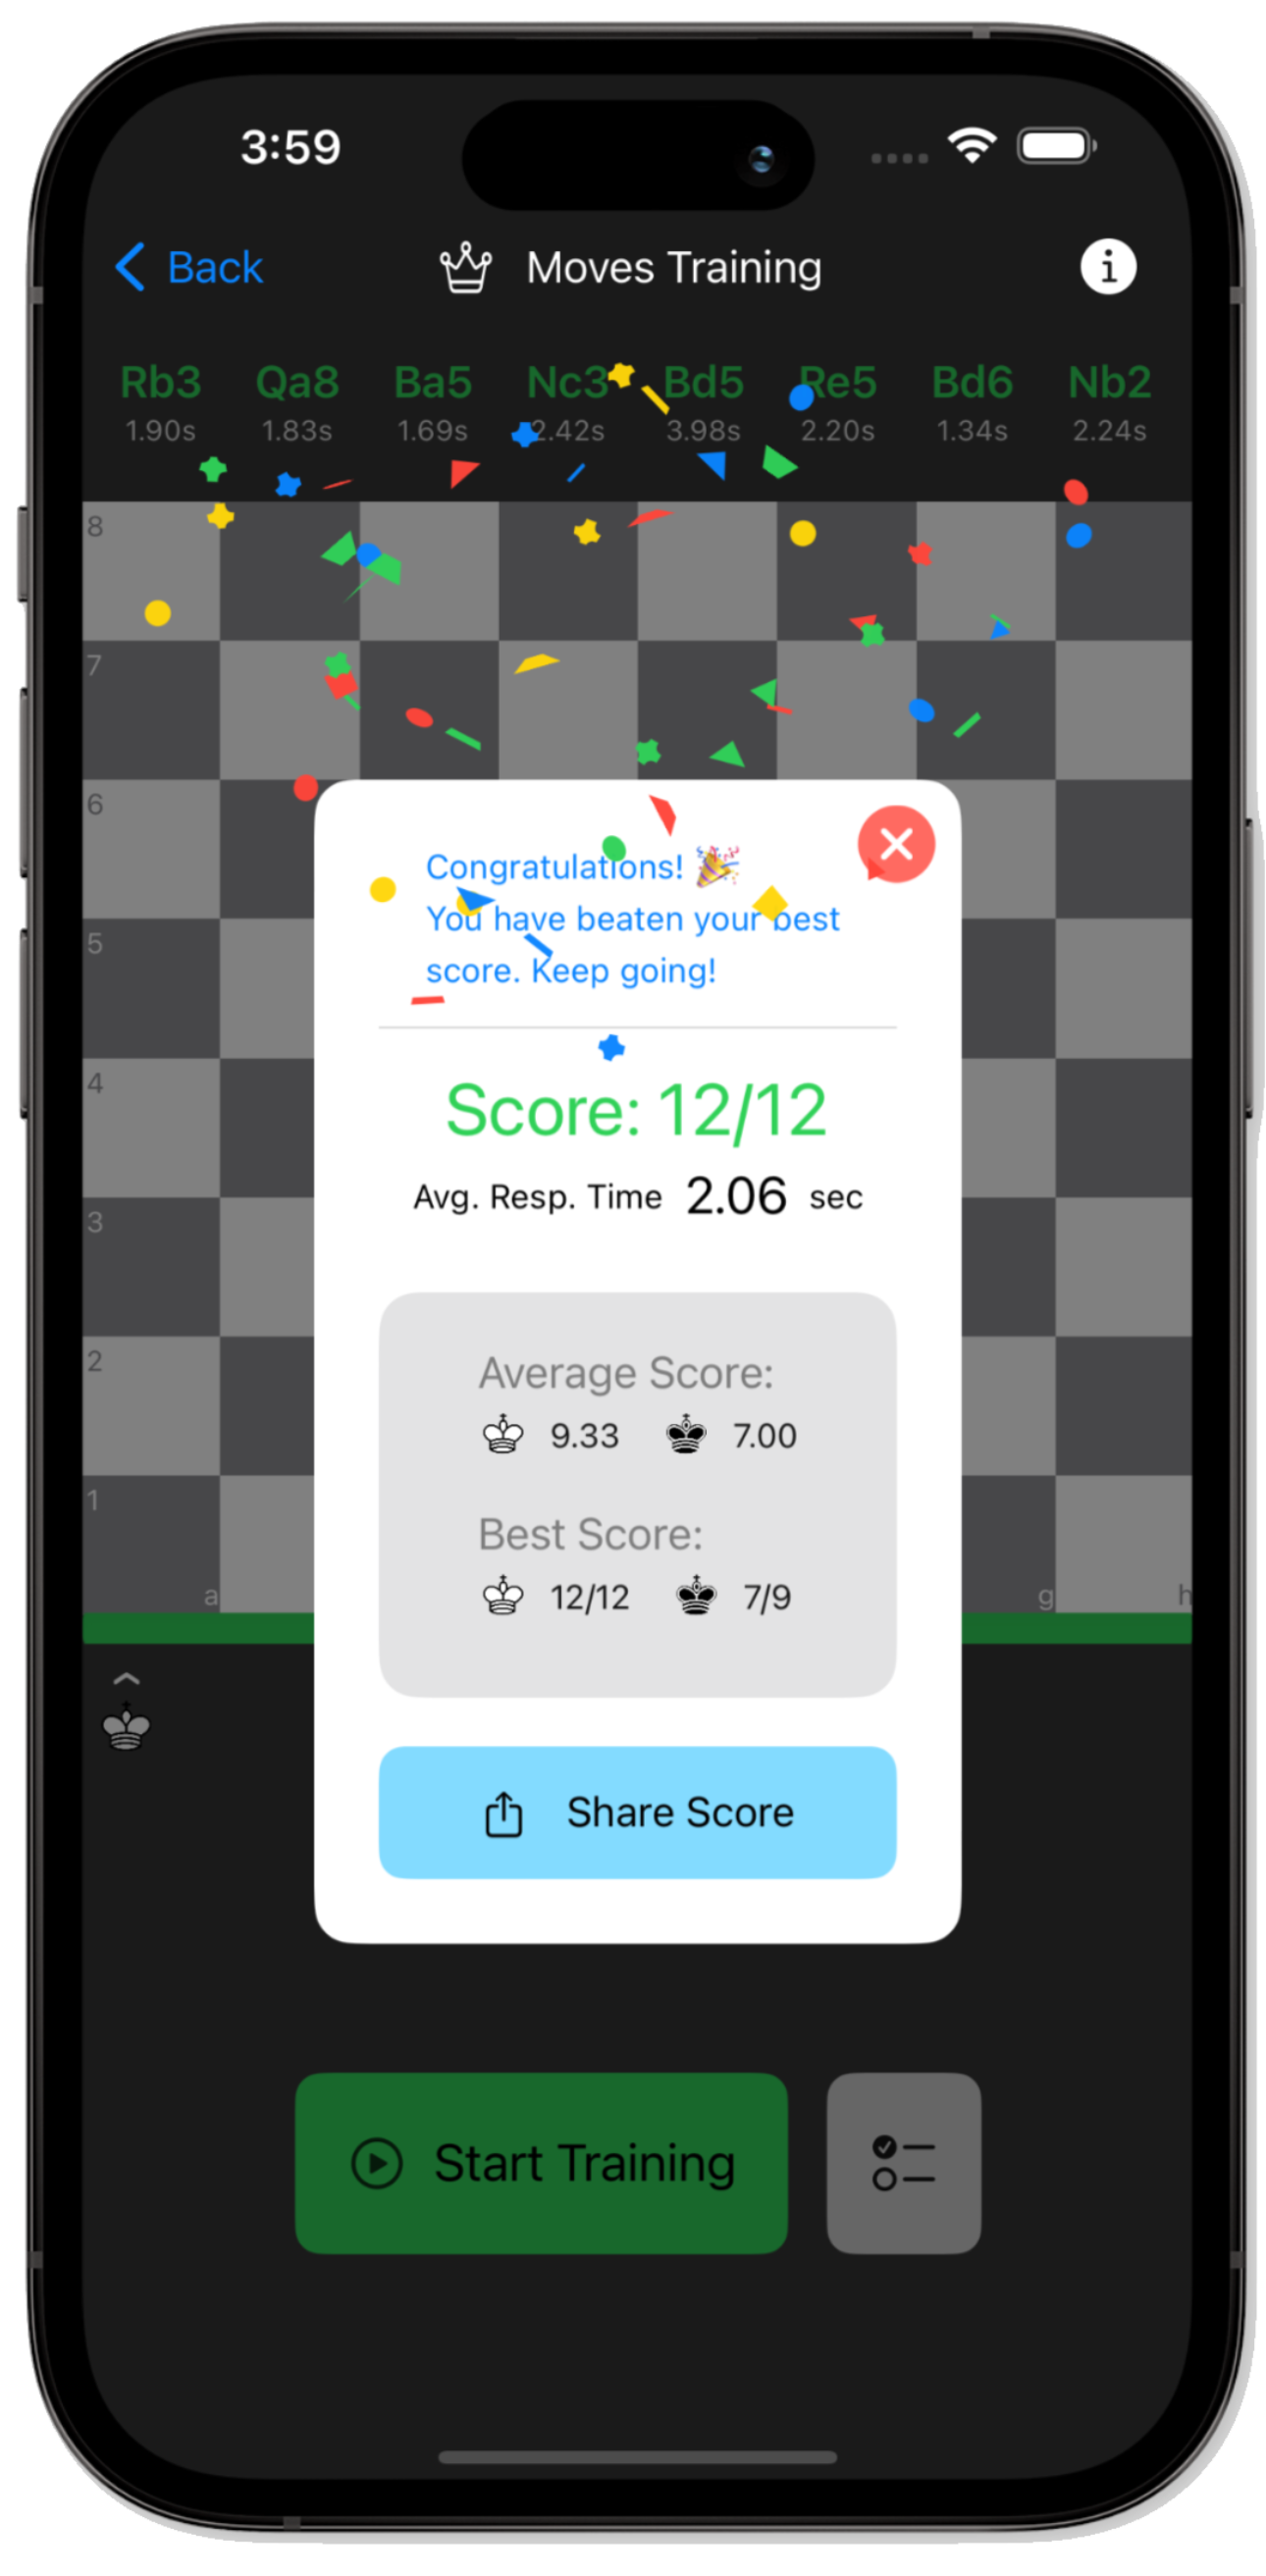 3:59
Back Moves Training
Rb3 Qa8 Ba5 Nc3 Bd5 Re5 Bd6 Nb2
1.90s 1.83s 1.69s 2.42s 3.98s 2.20s 1.34s 2.24s
8
7
6
Congratulations! 🎉
You have beaten your best
5
score. Keep going!
4
Score: 12/12
Avg. Resp. Time 2.06 sec
3
2
Average Score:
9.33 7.00
1
Best Score:
12/12 7/9
a g h
Share Score
Start Training